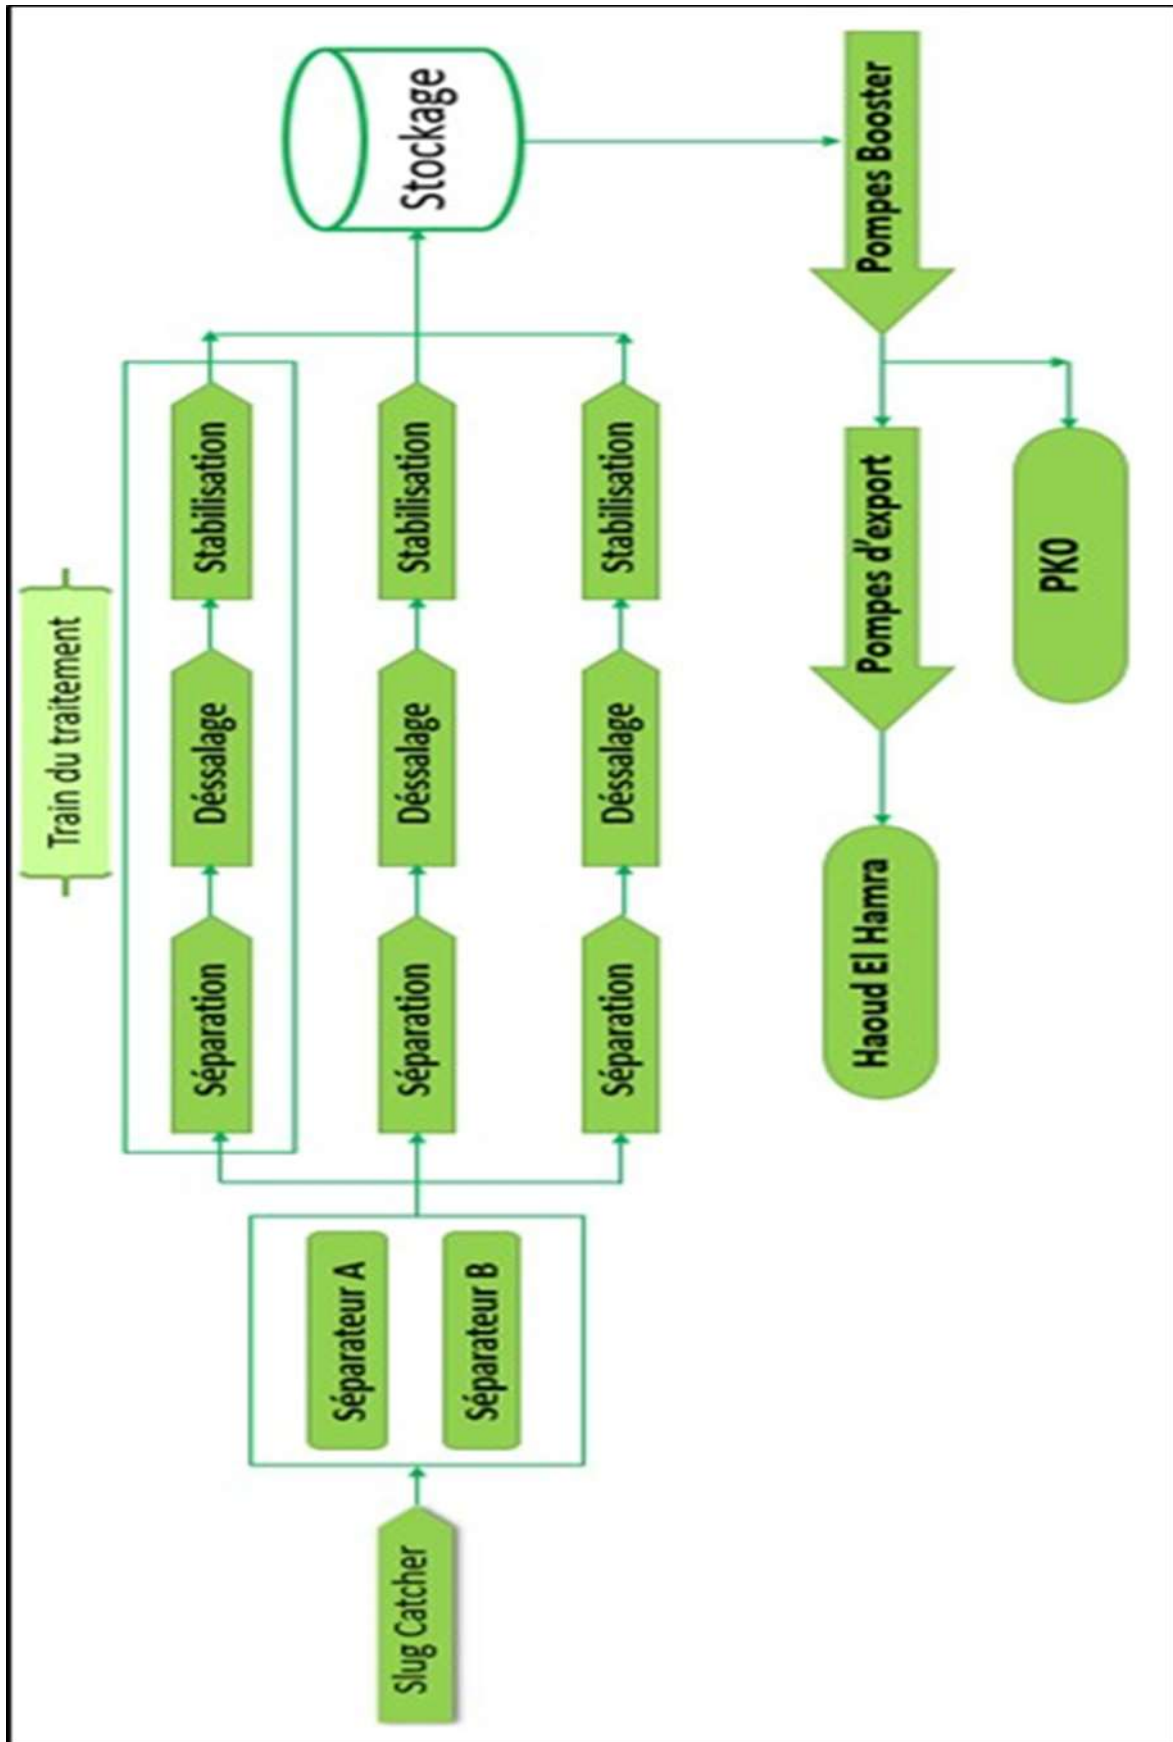 Train du traitement
Slug Catcher
Séparateur A
Séparateur B
Séparation
Déssalage
Stabilisation
Séparation
Déssalage
Stabilisation
Séparation
Déssalage
Stabilisation
Stockage
Pompes Booster
Pompes d'export
Haoud El Hamra
PK0